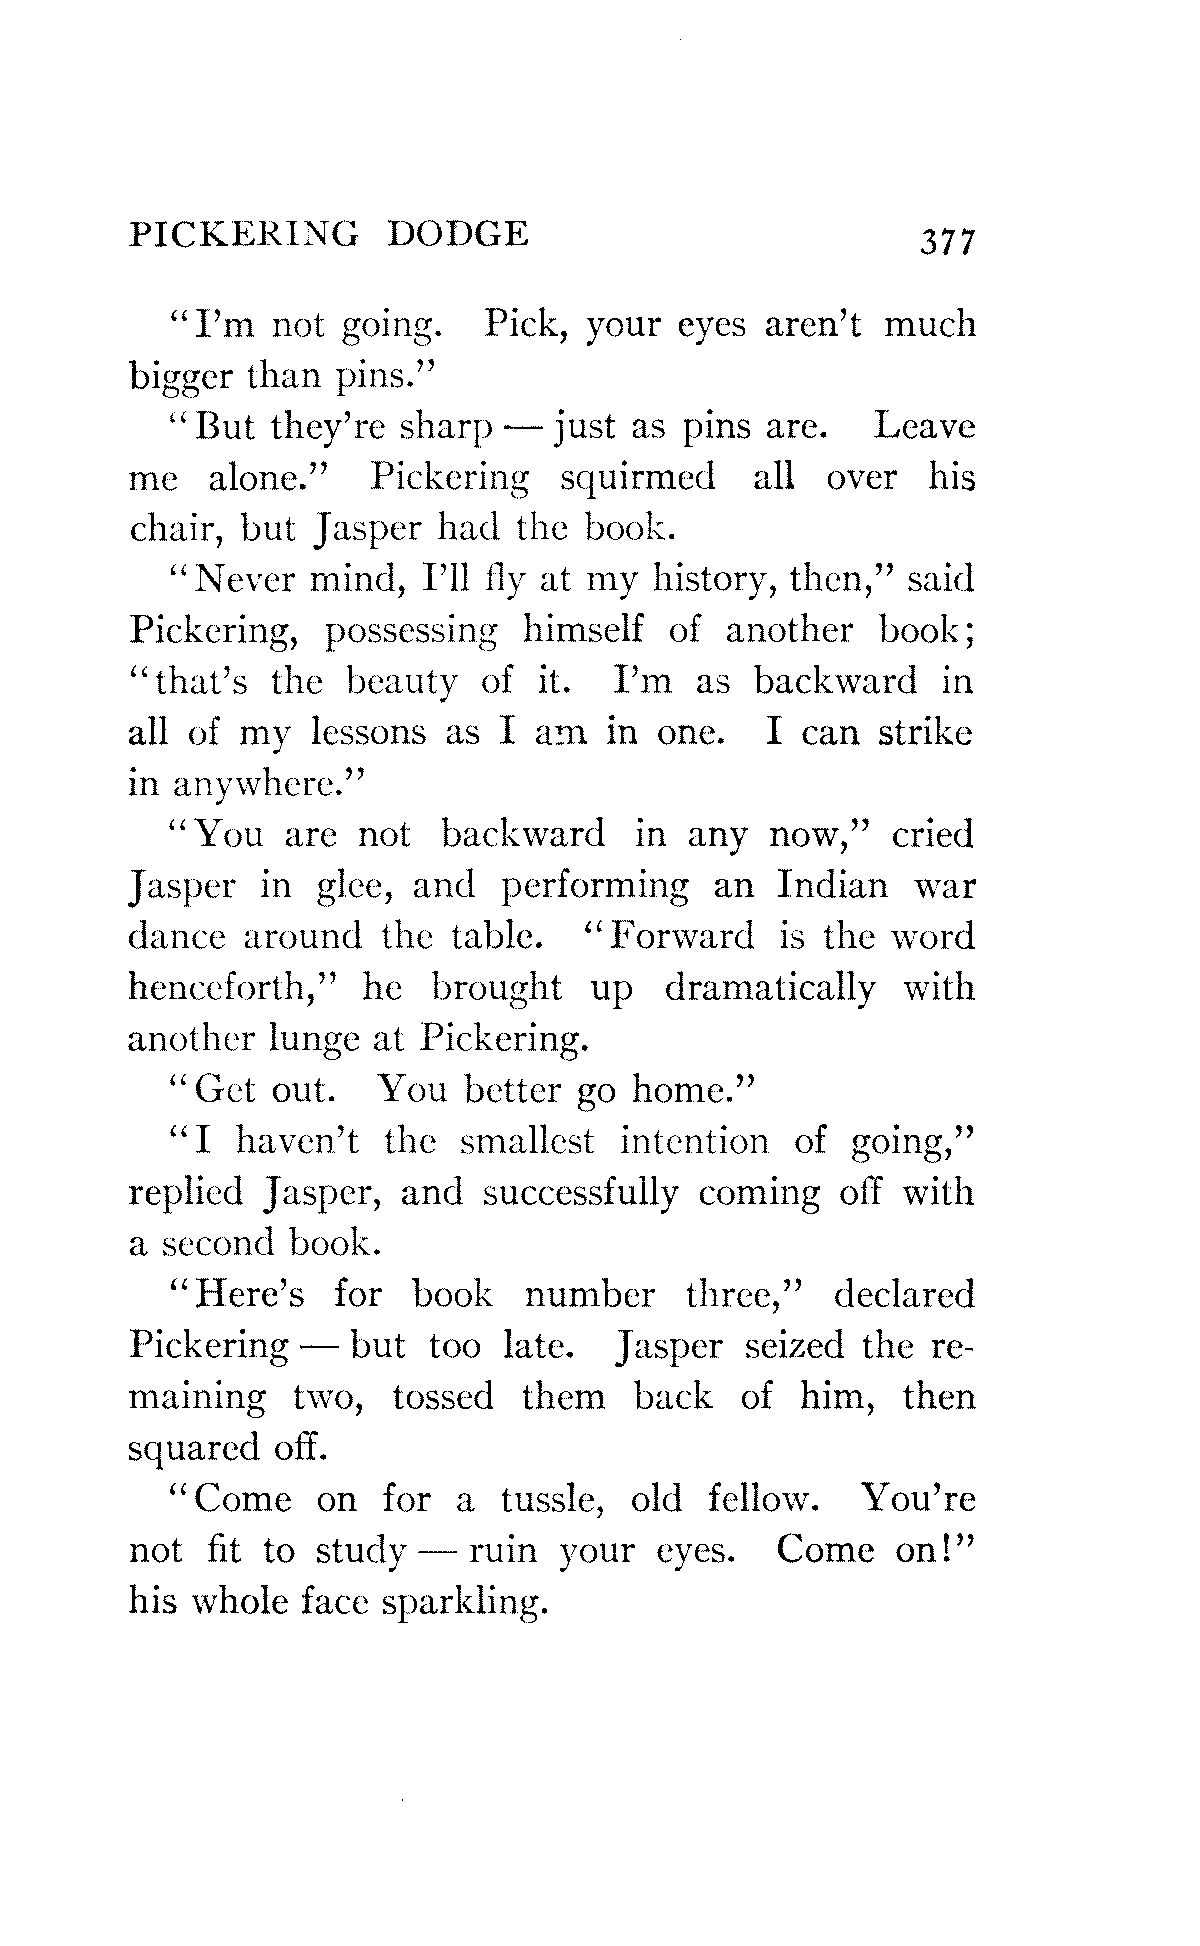 PICKERING DODGE 377
"I'm not going. Pick, your eyes aren't much
bigger than pins."
"But they're sharp — just as pins are. Leave
me alone." Pickering squirmed all over his
chair, but Jasper had the book.
"Never mind, I'll fly at my history, then," said
Pickering, possessing himself of another book;
"that's the beauty of it. I'm as backward in
all of my lessons as I am in one. I can strike
in anywhere."
"You are not backward in any now," cried
Jasper in glee, and performing an Indian war
dance around the table. "Forward is the word
henceforth," he brought up dramatically with
another lunge at Pickering.
"Get out. You better go home."
"I haven't the smallest intention of going,"
replied Jasper, and successfully coming off with
a second book.
"Here's for book number three," declared
Pickering — but too late. Jasper seized the re-
maining two, tossed them back of him, then
squared off.
"Come on for a tussle, old fellow. You're
not fit to study — ruin your eyes. Come on!"
his whole face sparkling.